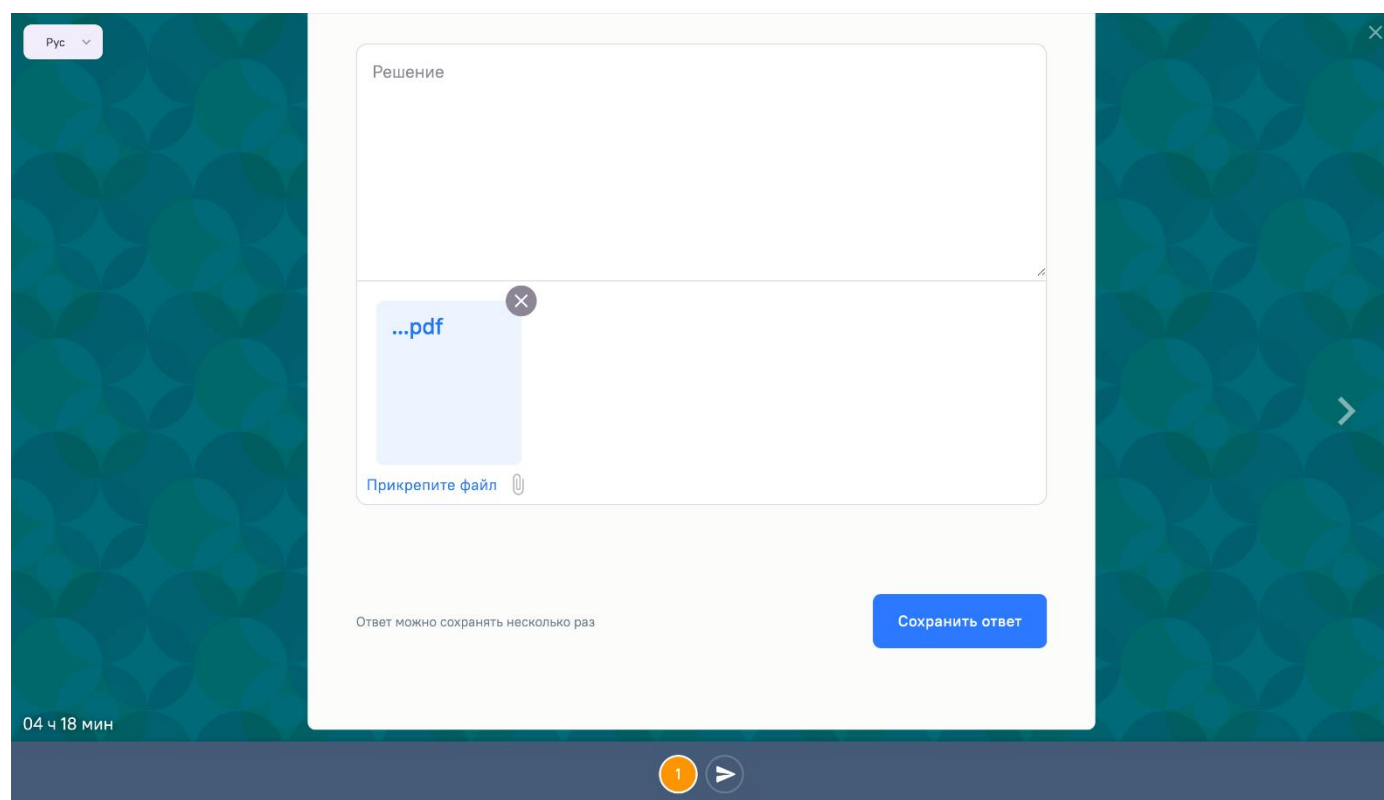 Рус
Решение
...pdf
Прикрепите файл
Ответ можно сохранять несколько раз
Сохранить ответ
04 ч 18 мин
1